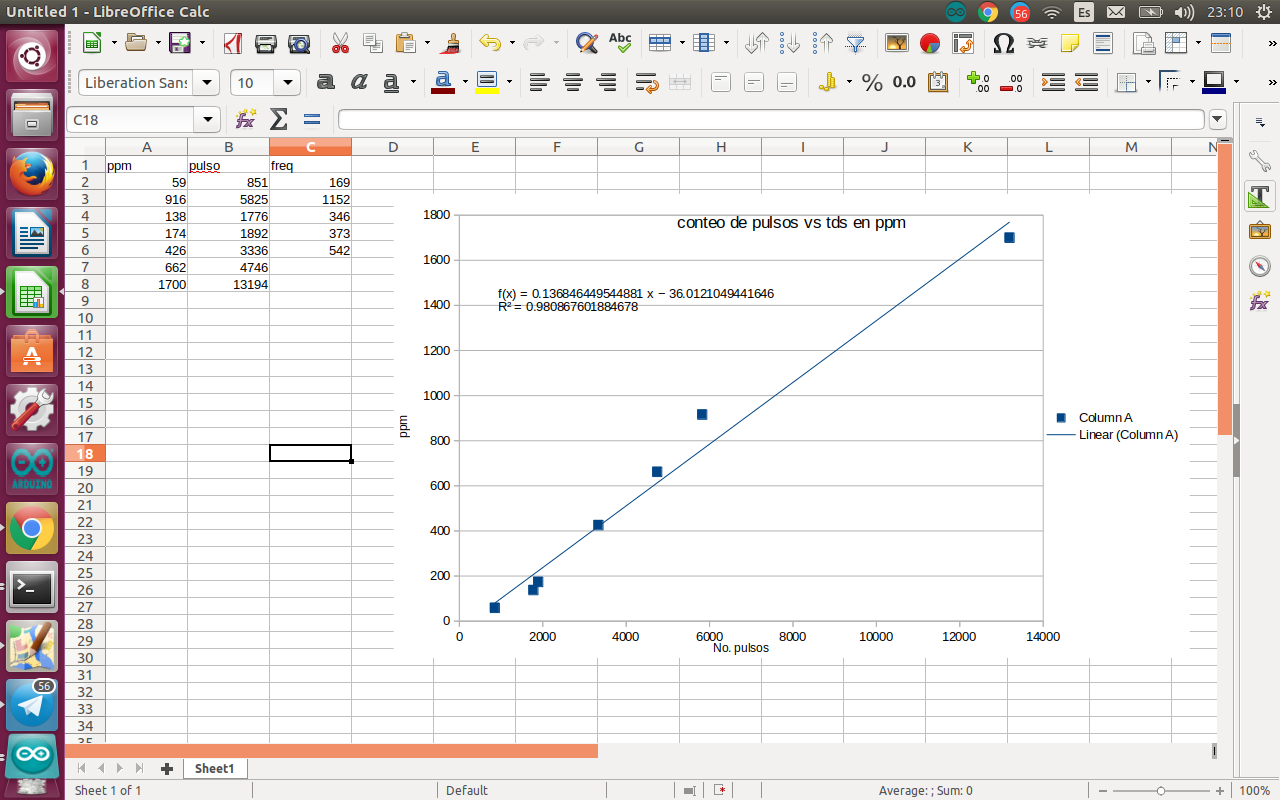 Untitled 1 - LibreOffice Calc
56
Es
23:10
Abc
Liberation Sans
10
a a a a
% 0.0
C18
A B C D E F G H I J K L M N
1 ppm pulso freq
2 59 851 169
3 916 5825 1152
4 138 1776 346
5 174 1892 373
6 426 3336 542
7 662 4746
8 1700 13194
9
10
11
12
13
14
15
16
17
18
19
20
21
22
23
24
25
26
27
28
29
30
31
32
33
34
35
conteo de pulsos vs tds en ppm
f(x) = 0.136846449544881 x − 36.0121049441646
R² = 0.980867601884678
1800
1600
1400
1200
1000
800
600
400
200
0
ppm
0 2000 4000 6000 8000 10000 12000 14000
No. pulsos
Column A
Linear (Column A)
ARDUINO
56
Sheet1
Sheet 1 of 1
Default
Average: ; Sum: 0
100%